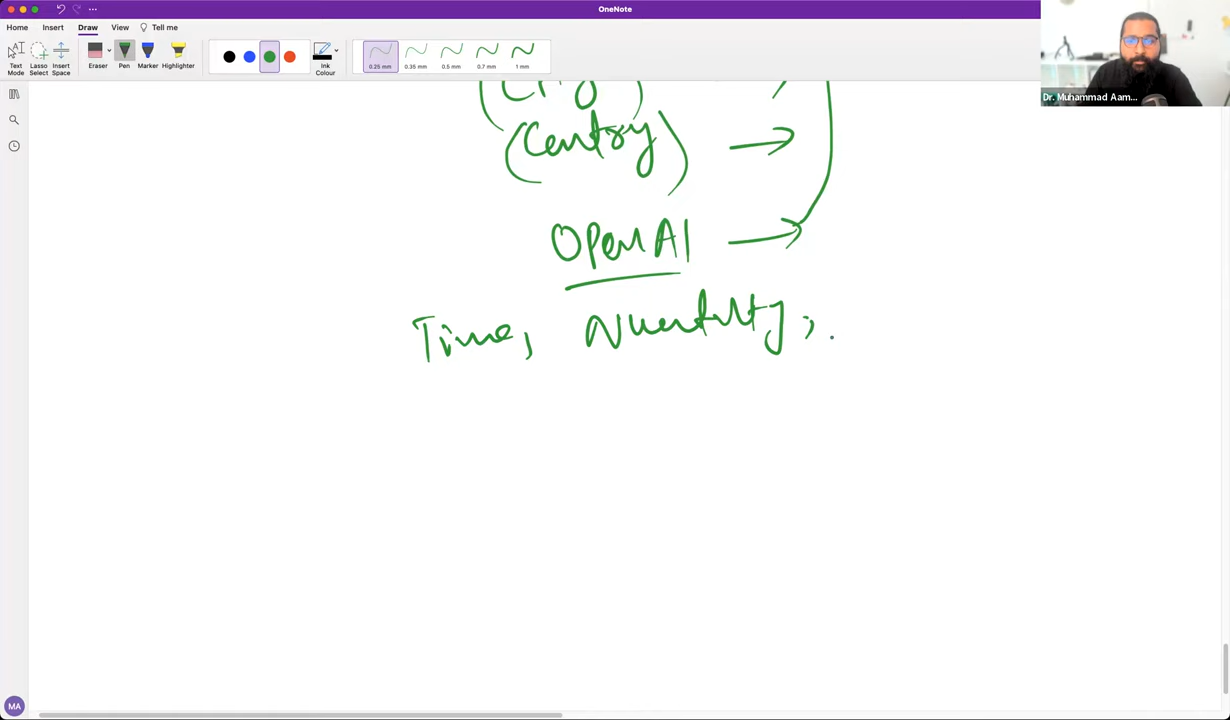 OneNote
Home Insert Draw View Tell me
Text Mode Lasso Select Insert Space Eraser Pen Marker Highlighter Ink Colour 0.25 mm 0.35 mm 0.5 mm 0.7 mm 1 mm
Dr. Muhammad Aam...
OpenAI
Time,
MA